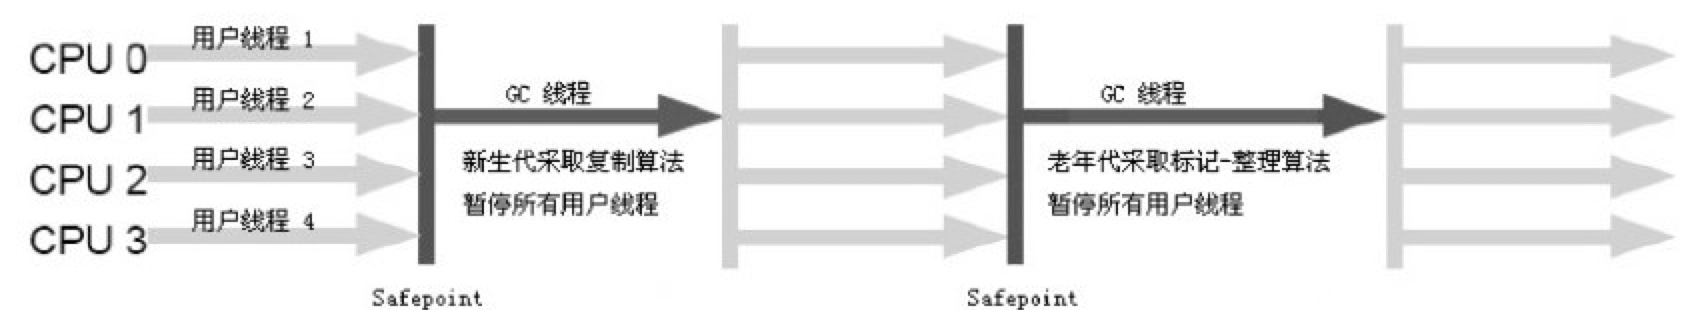 CPU 0
用户线程 1
CPU 1
用户线程 2
CPU 2
用户线程 3
CPU 3
用户线程 4
Safepoint
GC 线程
新生代采取复制算法
暂停所有用户线程
Safepoint
GC 线程
老年代采取标记-整理算法
暂停所有用户线程